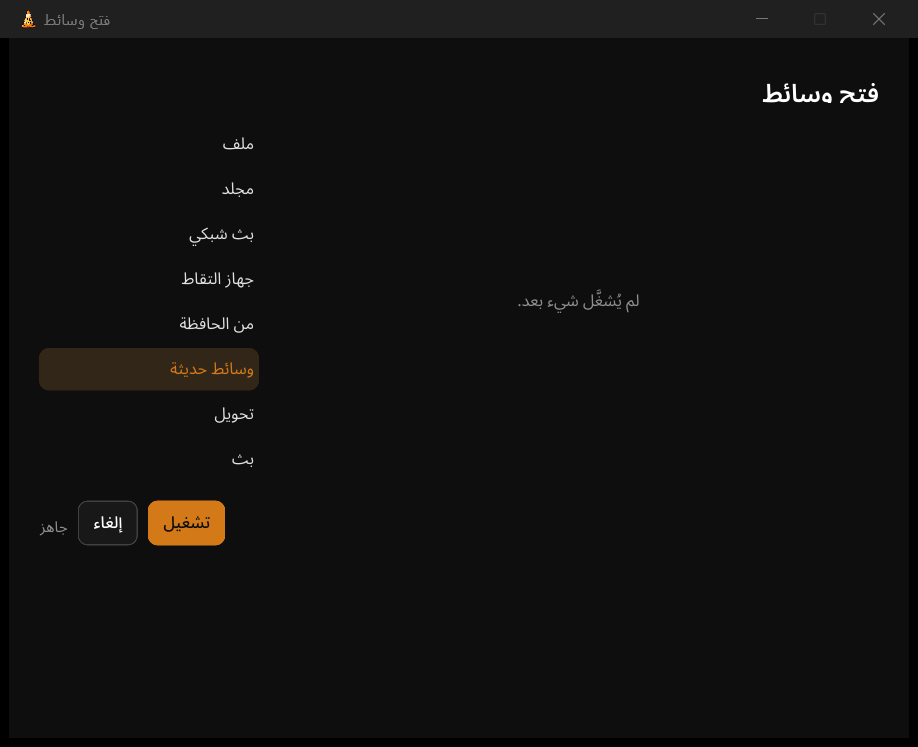 فتح وسائط
فتح وسائط
ملف
مجلد
بث شبكي
جهاز التقاط
من الحافظة
وسائط حديثة
تحويل
بث
لم يُشغَّل شيء بعد.
تشغيل
إلغاء
جاهز